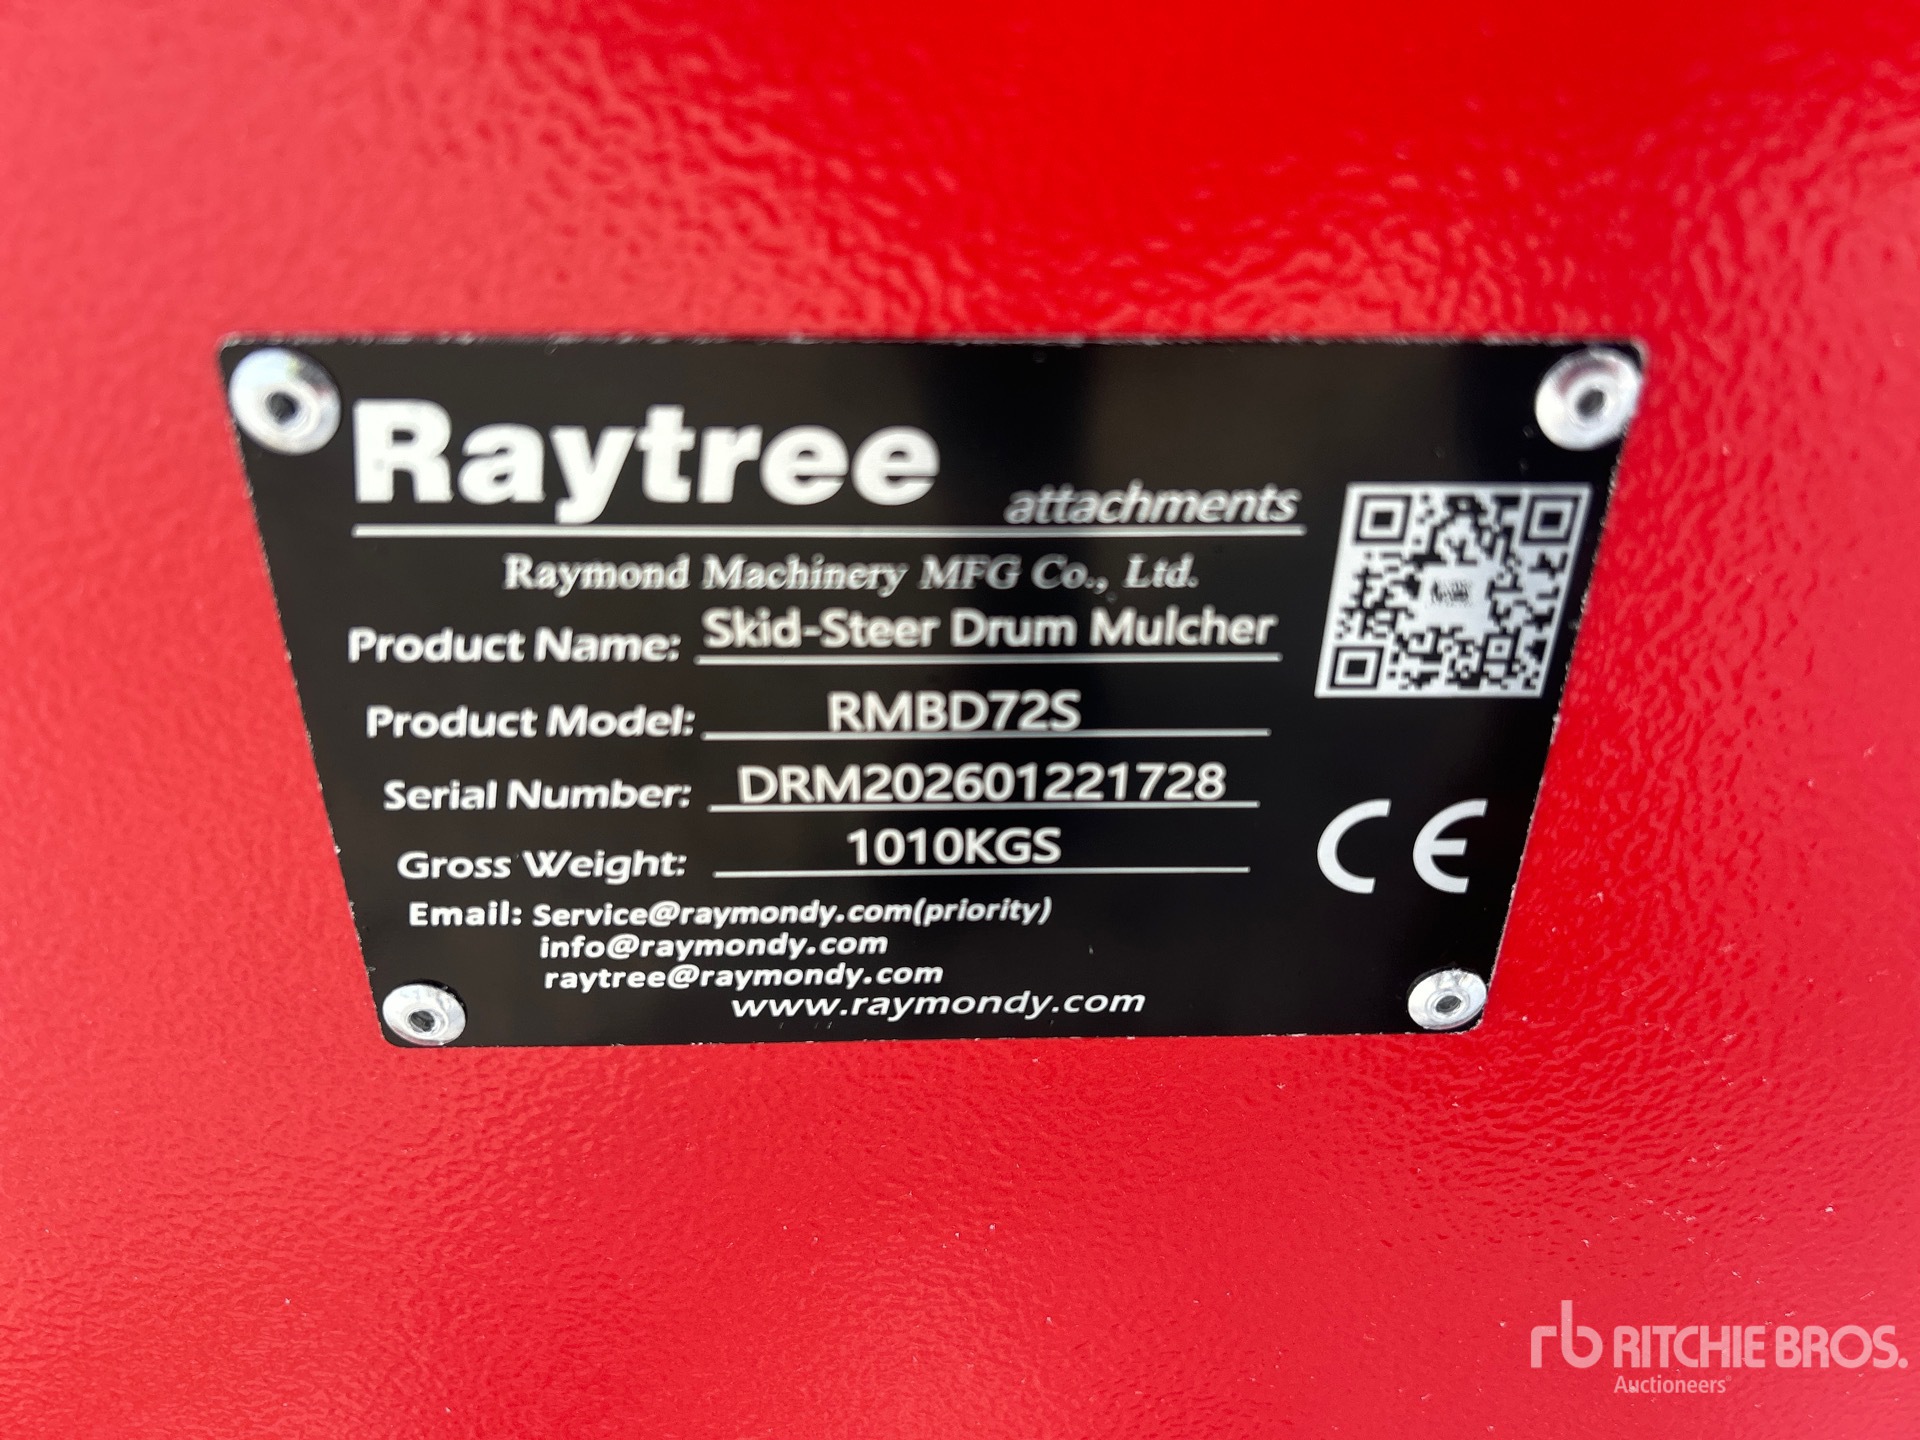 Raytree attachments
Raymond Machinery MFG Co., Ltd.
Product Name: Skid-Steer Drum Mulcher
Product Model: RMBD72S
Serial Number: DRM202601221728
Gross Weight: 1010KGS
CE
Email: Service@raymondy.com(priority)
info@raymondy.com
raytree@raymondy.com
www.raymondy.com
rb RITCHIE BROS.
Auctioneers